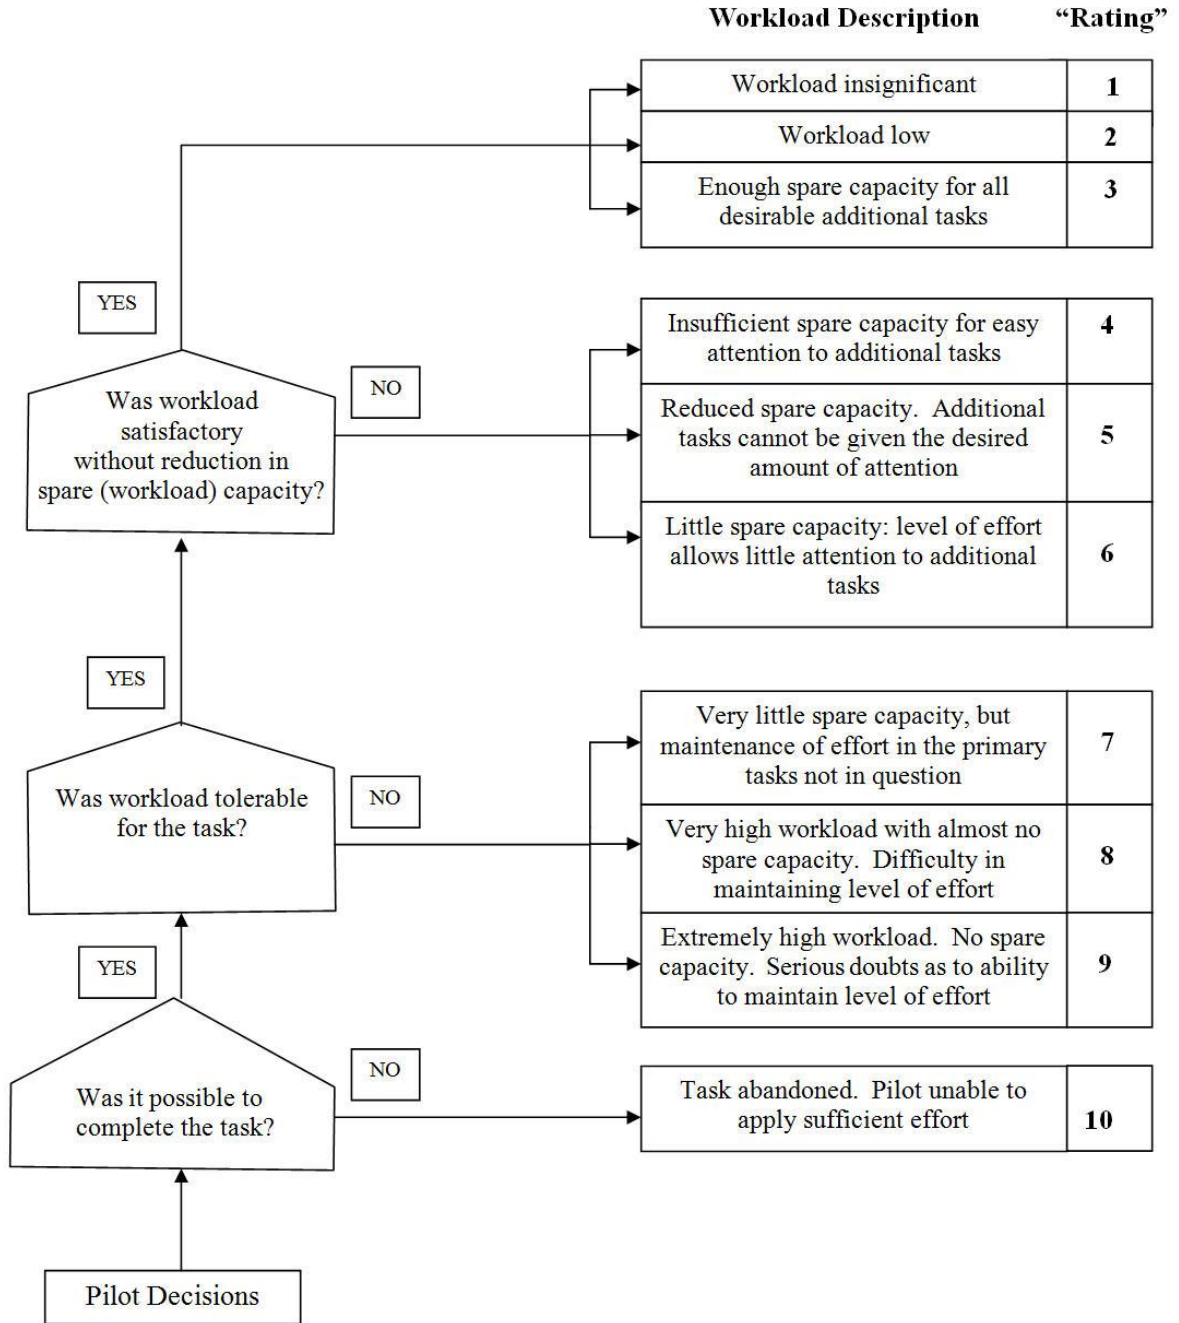 Workload Description “Rating”
Workload insignificant 1
Workload low 2
Enough spare capacity for all 3
desirable additional tasks
YES
Insufficient spare capacity for easy 4
attention to additional tasks
NO
Was workload
satisfactory
without reduction in
spare (workload) capacity?
Reduced spare capacity. Additional
tasks cannot be given the desired 5
amount of attention
Little spare capacity: level of effort
allows little attention to additional 6
tasks
YES
Very little spare capacity, but
maintenance of effort in the primary 7
tasks not in question
NO
Was workload tolerable
for the task?
Very high workload with almost no
spare capacity. Difficulty in 8
maintaining level of effort
YES
Extremely high workload. No spare
capacity. Serious doubts as to ability 9
to maintain level of effort
NO
Was it possible to
complete the task?
Task abandoned. Pilot unable to
apply sufficient effort 10
Pilot Decisions